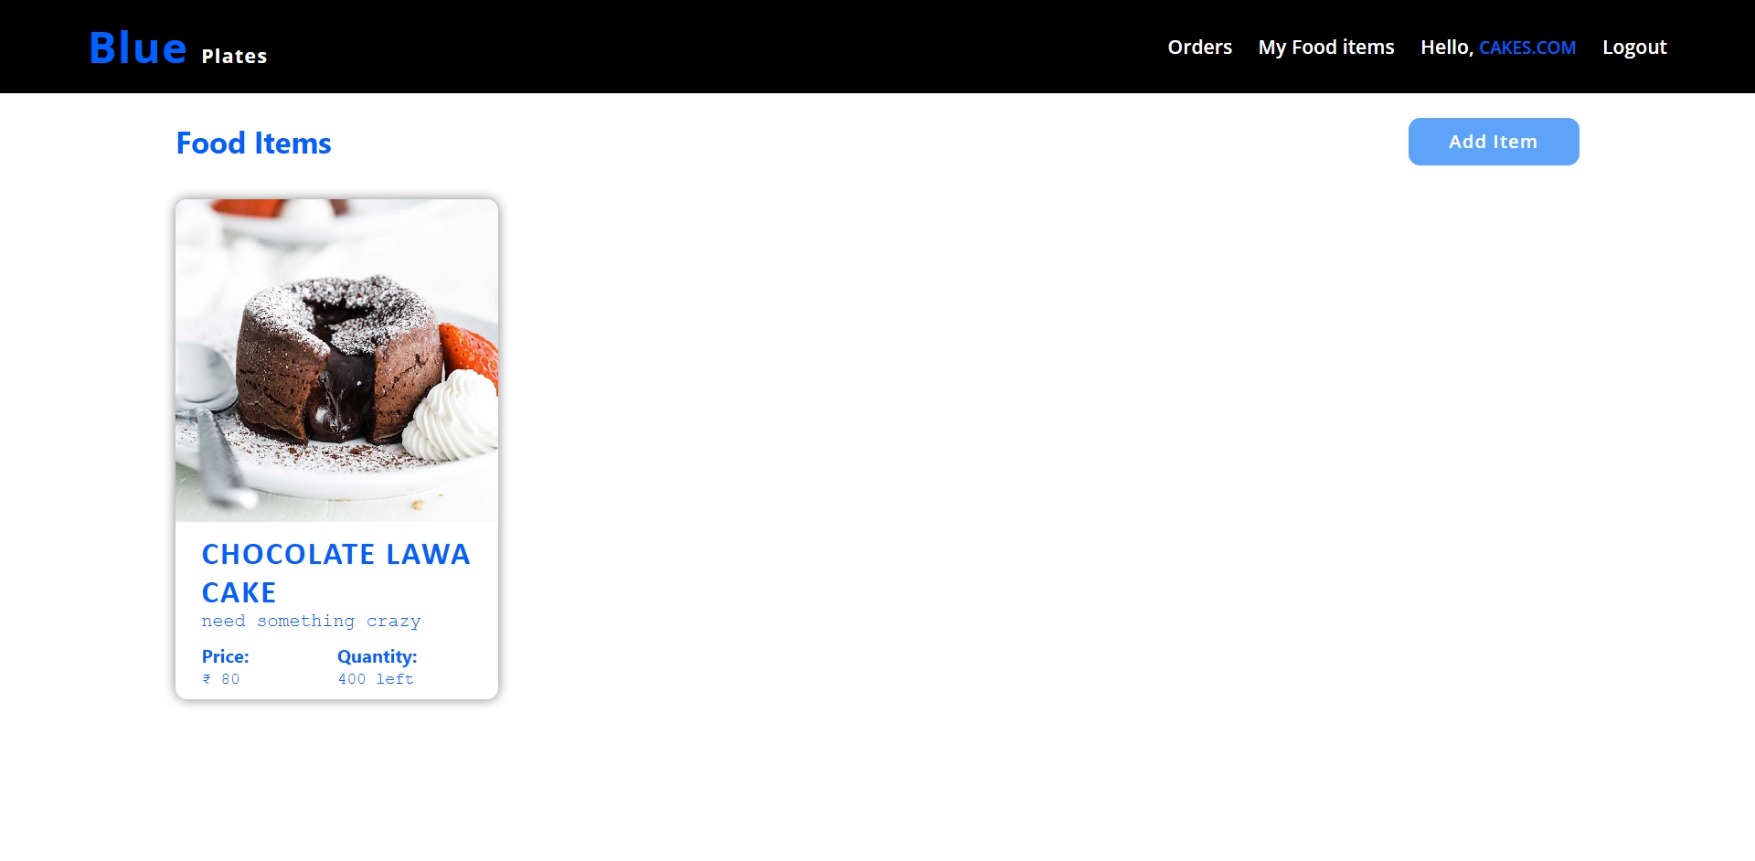 Blue Plates
Orders My Food items Hello, CAKES.COM Logout
Food Items
Add Item
CHOCOLATE LAWA
CAKE
need something crazy
Price: Quantity:
₹ 80 400 left